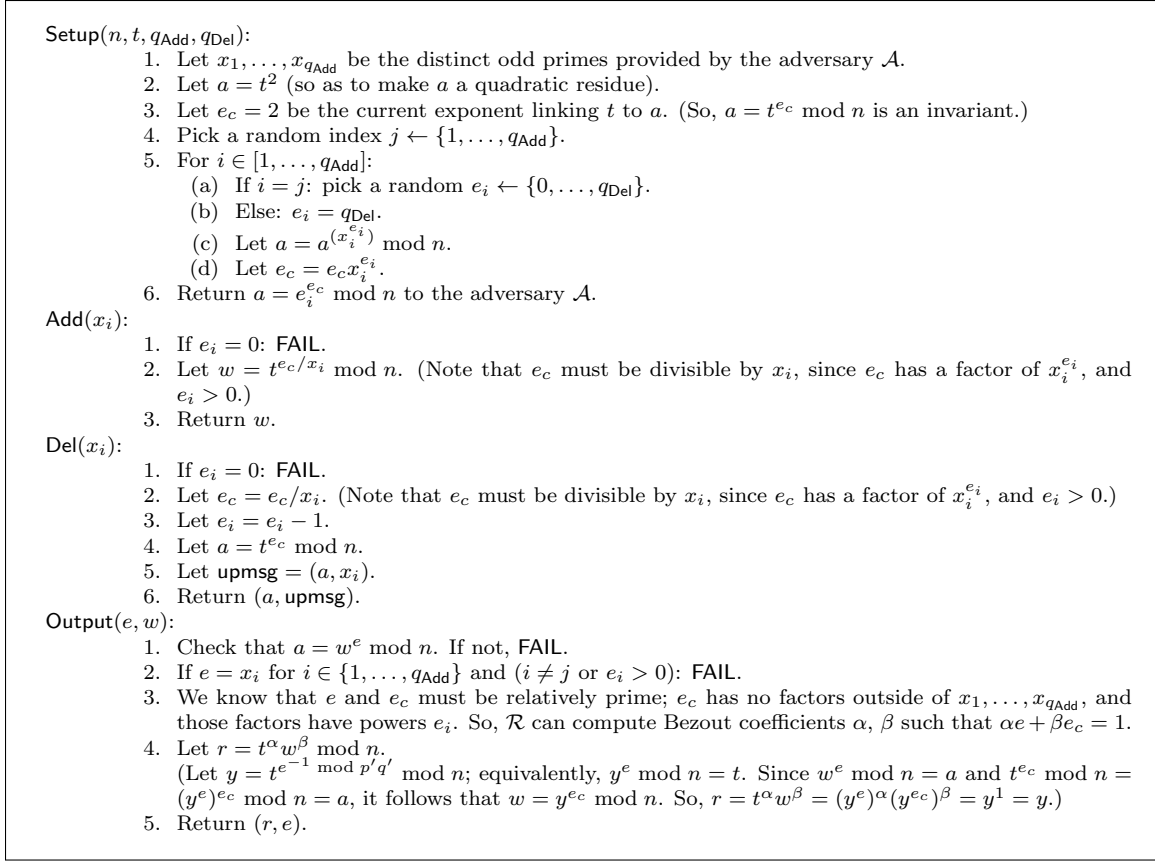 Setup(n, t, q_Add, q_Del):
1. Let x_1, . . . , x_{q_Add} be the distinct odd primes provided by the adversary 𝒜.
2. Let a = t^2 (so as to make a a quadratic residue).
3. Let e_c = 2 be the current exponent linking t to a. (So, a = t^{e_c} mod n is an invariant.)
4. Pick a random index j ← {1, . . . , q_Add}.
5. For i ∈ [1, . . . , q_Add]:
(a) If i = j: pick a random e_i ← {0, . . . , q_Del}.
(b) Else: e_i = q_Del.
(c) Let a = a^{(x_i^{e_i})} mod n.
(d) Let e_c = e_c x_i^{e_i}.
6. Return a = e_i^{e_c} mod n to the adversary 𝒜.
Add(x_i):
1. If e_i = 0: FAIL.
2. Let w = t^{e_c/x_i} mod n. (Note that e_c must be divisible by x_i, since e_c has a factor of x_i^{e_i}, and
e_i > 0.)
3. Return w.
Del(x_i):
1. If e_i = 0: FAIL.
2. Let e_c = e_c/x_i. (Note that e_c must be divisible by x_i, since e_c has a factor of x_i^{e_i}, and e_i > 0.)
3. Let e_i = e_i − 1.
4. Let a = t^{e_c} mod n.
5. Let upmsg = (a, x_i).
6. Return (a, upmsg).
Output(e, w):
1. Check that a = w^e mod n. If not, FAIL.
2. If e = x_i for i ∈ {1, . . . , q_Add} and (i ≠ j or e_i > 0): FAIL.
3. We know that e and e_c must be relatively prime; e_c has no factors outside of x_1, . . . , x_{q_Add}, and
those factors have powers e_i. So, ℛ can compute Bezout coefficients α, β such that αe + βe_c = 1.
4. Let r = t^α w^β mod n.
(Let y = t^{e^{−1} mod p′q′} mod n; equivalently, y^e mod n = t. Since w^e mod n = a and t^{e_c} mod n =
(y^e)^{e_c} mod n = a, it follows that w = y^{e_c} mod n. So, r = t^α w^β = (y^e)^α (y^{e_c})^β = y^1 = y.)
5. Return (r, e).